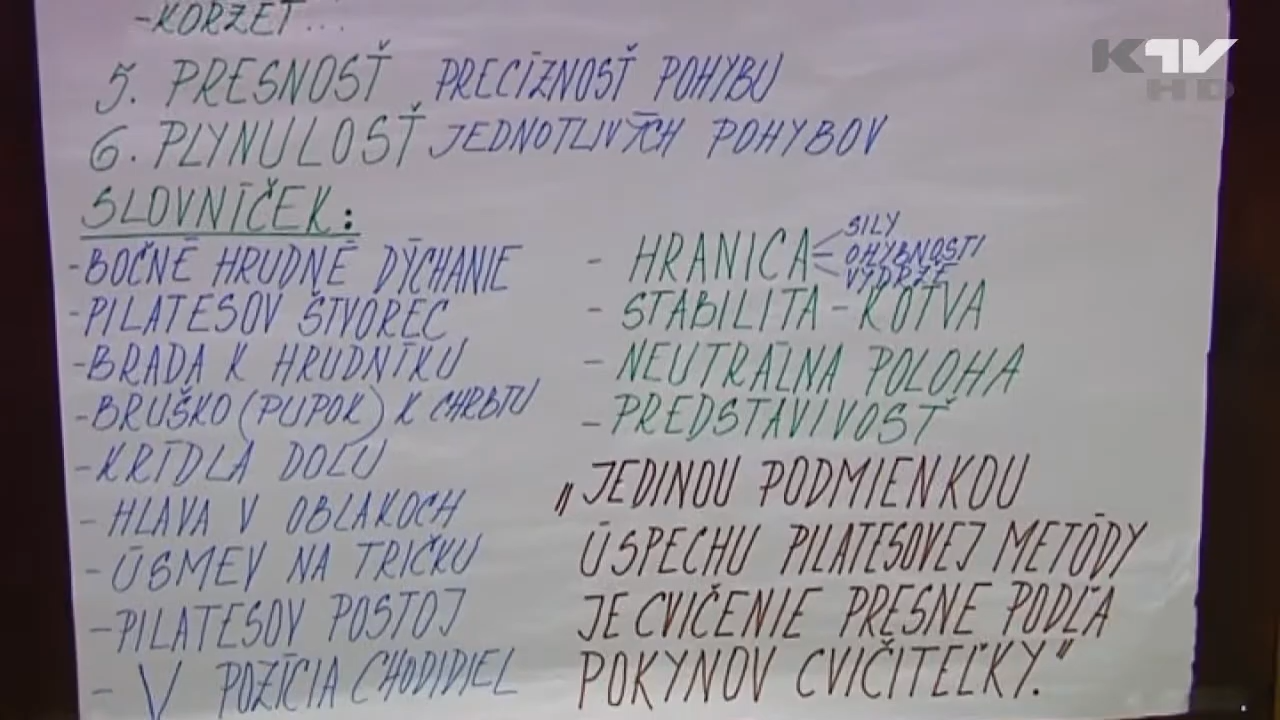 -KORZET...
5. PRESNOSŤ PRECÍZNOSŤ POHYBU
6. PLYNULOSŤ JEDNOTLIVÝCH POHYBOV
SLOVNÍČEK:
-BOČNÉ HRUDNÉ DÝCHANIE
-PILATESOV ŠTVOREC
-BRADA K HRUDNÍKU
-BRUŠKO (PUPOK) K CHRBTU
-KRÍDLA DOLU
- HLAVA V OBLAKOCH
- ÚSMEV NA TRIČKU
-PILATESOV POSTOJ
- V POZÍCIA CHODIDIEL
- HRANICA
SILY
OHYBNOSTI
VÝDRŽE
- STABILITA - KOTVA
- NEUTRÁLNA POLOHA
- PREDSTAVIVOSŤ
„JEDINOU PODMIENKOU
ÚSPECHU PILATESOVEJ METÓDY
JE CVIČENIE PRESNE PODĽA
POKYNOV CVIČITEĽKY."
KTV
HD